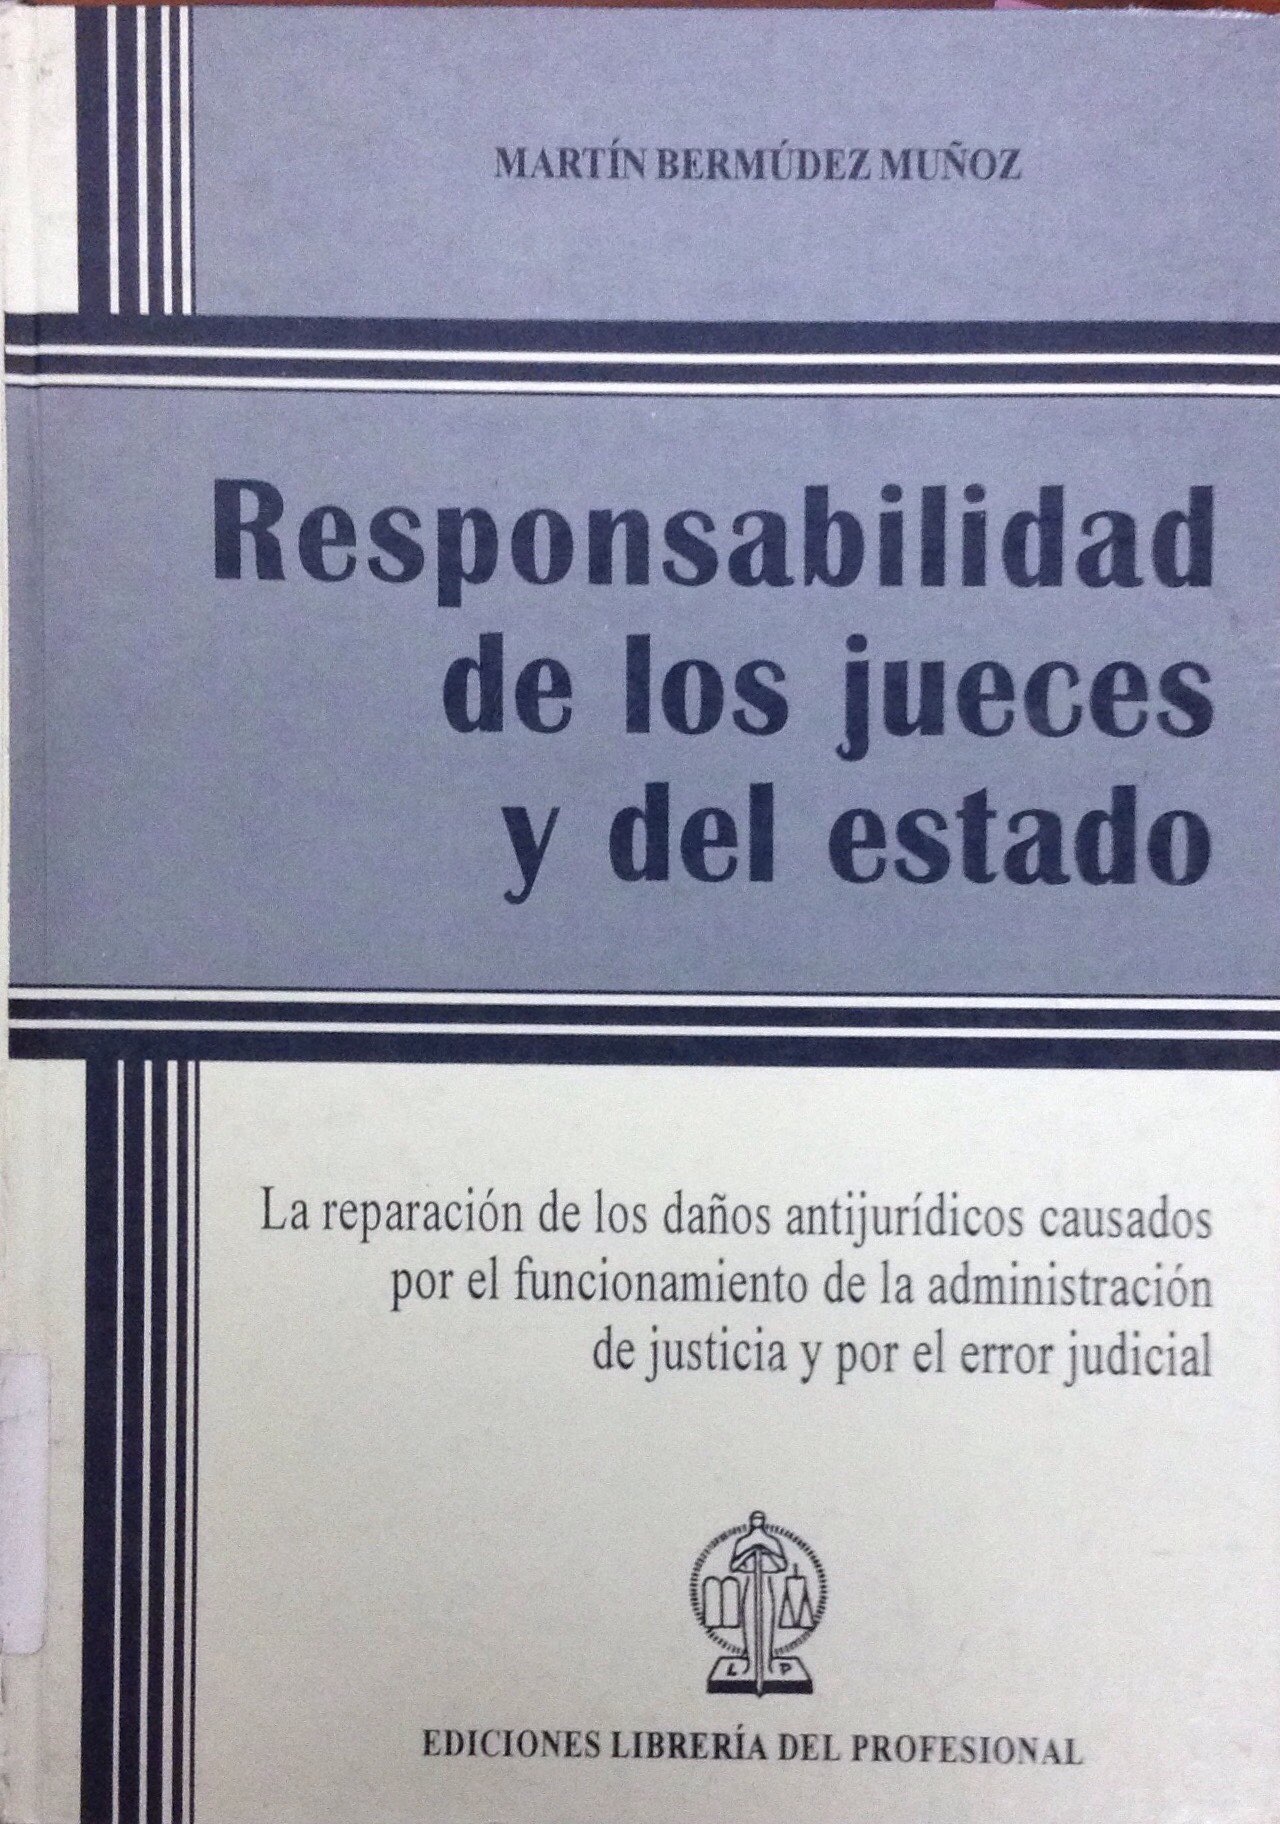 MARTÍN BERMÚDEZ MUÑOZ
Responsabilidad
de los jueces
y del estado
La reparación de los daños antijurídicos causados
por el funcionamiento de la administración
de justicia y por el error judicial
L P
EDICIONES LIBRERÍA DEL PROFESIONAL